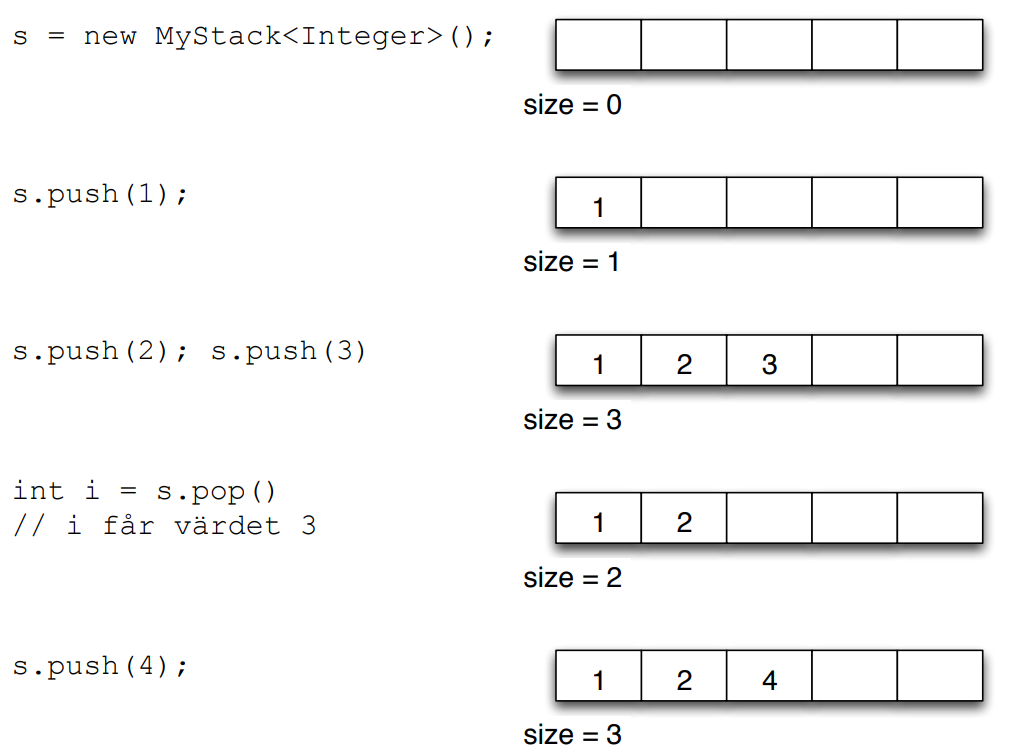 s = new MyStack<Integer>();
size = 0
s.push(1);
1
size = 1
s.push(2); s.push(3)
1 2 3
size = 3
int i = s.pop()
// i får värdet 3
1 2
size = 2
s.push(4);
1 2 4
size = 3